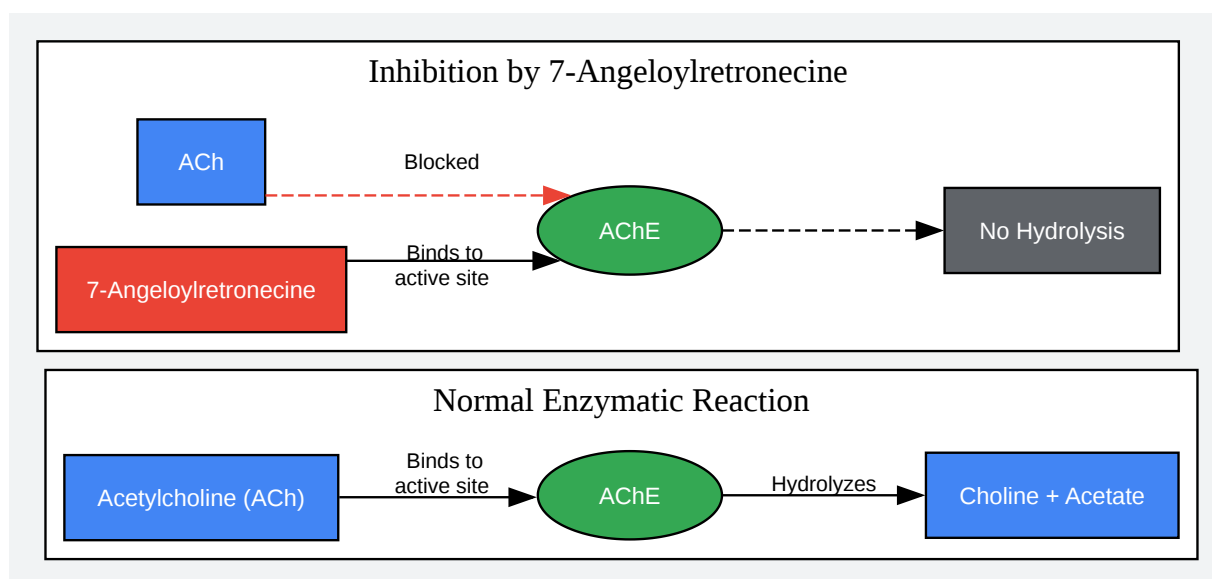 Inhibition by 7-Angeloylretronecine
ACh
Blocked
AChE
No Hydrolysis
Binds to
active site
7-Angeloylretronecine
Normal Enzymatic Reaction
Acetylcholine (ACh)
Binds to
active site
AChE
Hydrolyzes
Choline + Acetate